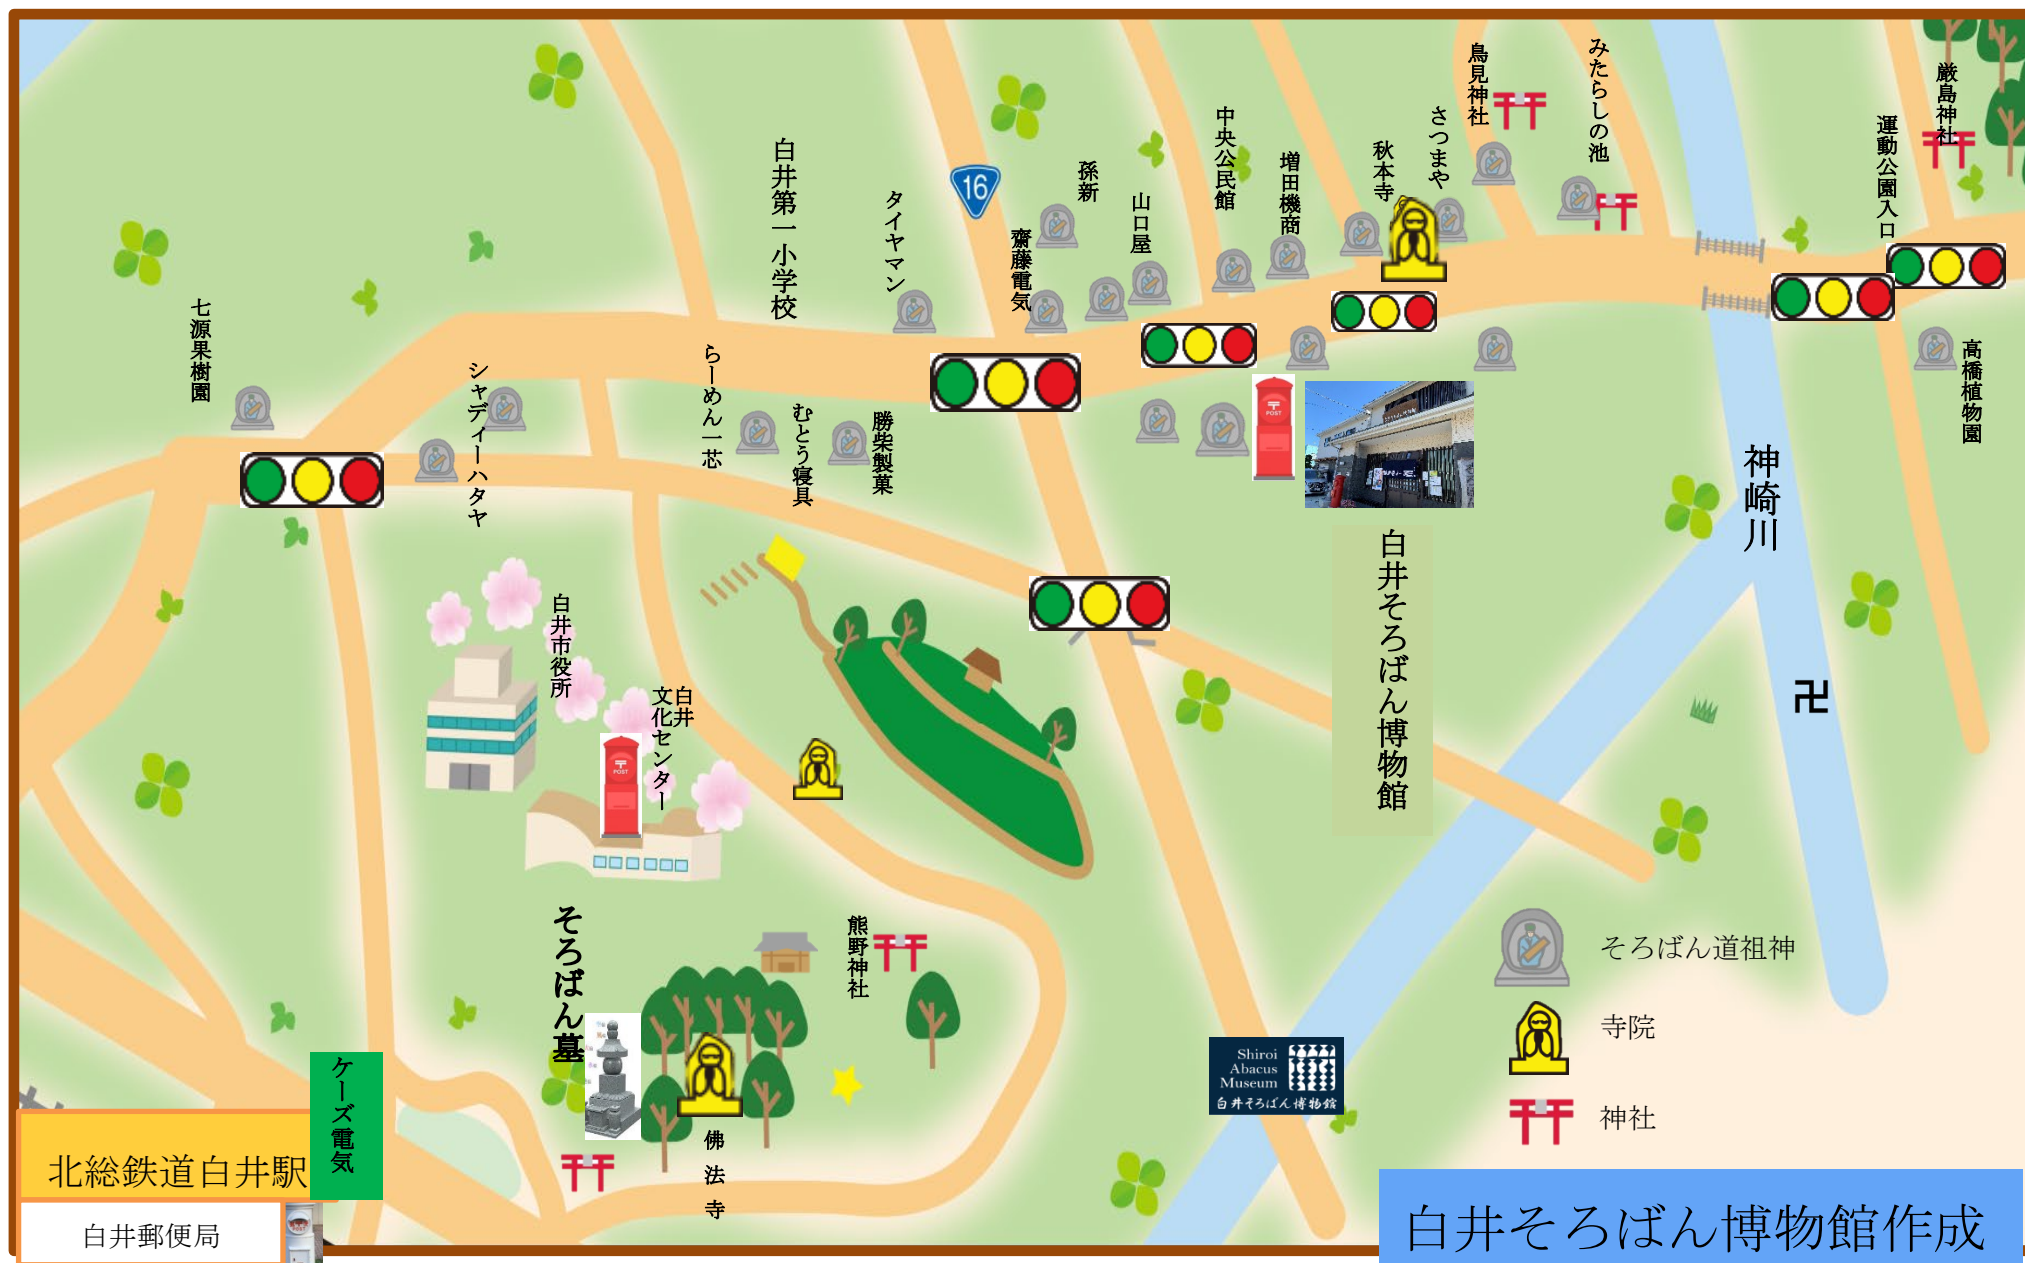 鳥見神社
みたらしの池
厳島神社
運動公園入口
さつまや
秋本寺
増田機商
中央公民館
山口屋
孫新
齋藤電気
16
タイヤマン
白井第一小学校
七源果樹園
シャディーハタヤ
らーめん一芯
むとう寝具
勝柴製菓
高橋植物園
神崎川
POST
白井そろばん博物館
卍
白井市役所
白井
文化センター
POST
そろばん墓
熊野神社
佛法寺
ケーズ電気
北総鉄道白井駅
白井郵便局
Shiroi
Abacus
Museum
白井そろばん博物館
そろばん道祖神
寺院
神社
白井そろばん博物館作成